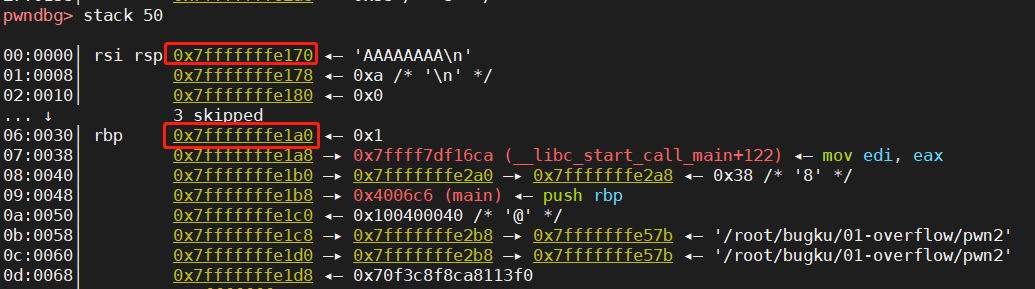 pwndbg> stack 50
00:0000│ rsi rsp 0x7fffffffe170 ◂— 'AAAAAAAA\n'
01:0008│         0x7fffffffe178 ◂— 0xa /* '\n' */
02:0010│         0x7fffffffe180 ◂— 0x0
... ↓            3 skipped
06:0030│ rbp     0x7fffffffe1a0 ◂— 0x1
07:0038│         0x7fffffffe1a8 —▸ 0x7ffff7df16ca (__libc_start_call_main+122) ◂— mov edi, eax
08:0040│         0x7fffffffe1b0 —▸ 0x7fffffffe2a0 —▸ 0x7fffffffe2a8 ◂— 0x38 /* '8' */
09:0048│         0x7fffffffe1b8 —▸ 0x4006c6 (main) ◂— push rbp
0a:0050│         0x7fffffffe1c0 ◂— 0x100400040 /* '@' */
0b:0058│         0x7fffffffe1c8 —▸ 0x7fffffffe2b8 —▸ 0x7fffffffe57b ◂— '/root/bugku/01-overflow/pwn2'
0c:0060│         0x7fffffffe1d0 —▸ 0x7fffffffe2b8 —▸ 0x7fffffffe57b ◂— '/root/bugku/01-overflow/pwn2'
0d:0068│         0x7fffffffe1d8 ◂— 0x70f3c8f8ca8113f0